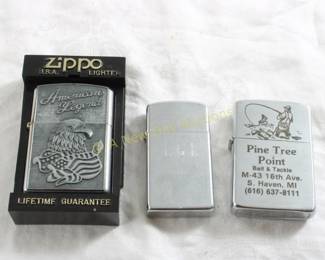 zippo
U.S.A. LIGHTER
American
Legend
LIFETIME GUARANTEE
Pine Tree
Point
Bait & Tackle
M-43 16th Ave.
S. Haven, MI
(616) 637-8111